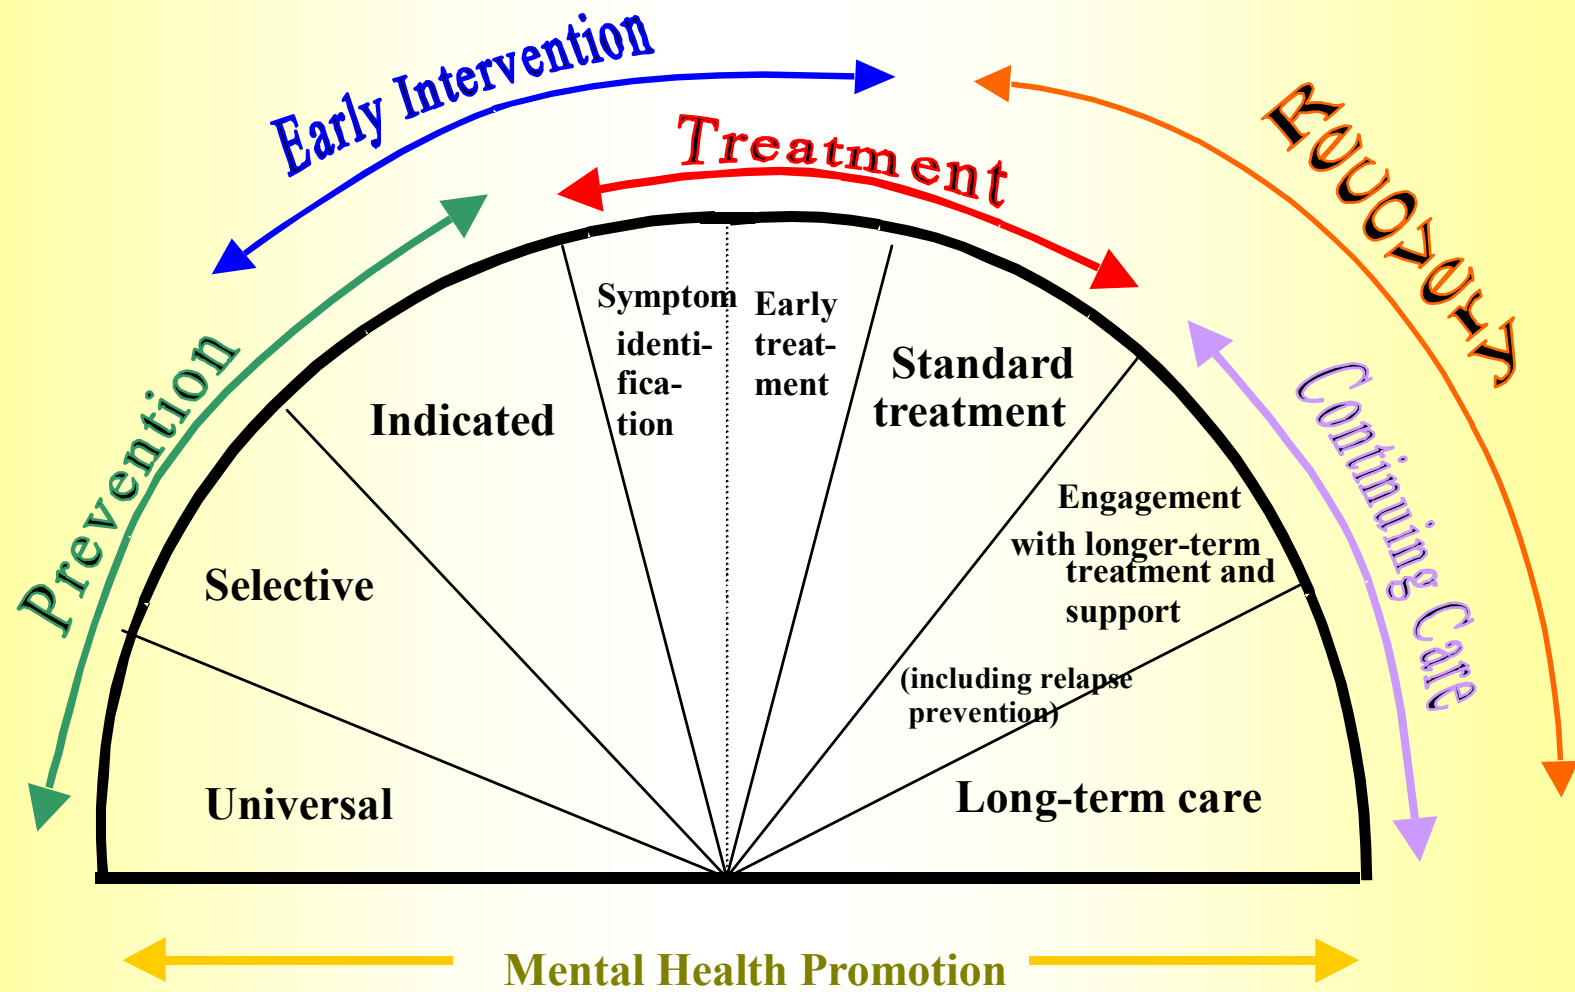 Early Intervention
Treatment
Recovery
Prevention
Continuing Care
Symptom
identi-
fica-
tion
Early
treat-
ment
Standard
treatment
Indicated
Engagement
with longer-term
treatment and
support
(including relapse
prevention)
Selective
Universal
Long-term care
Mental Health Promotion